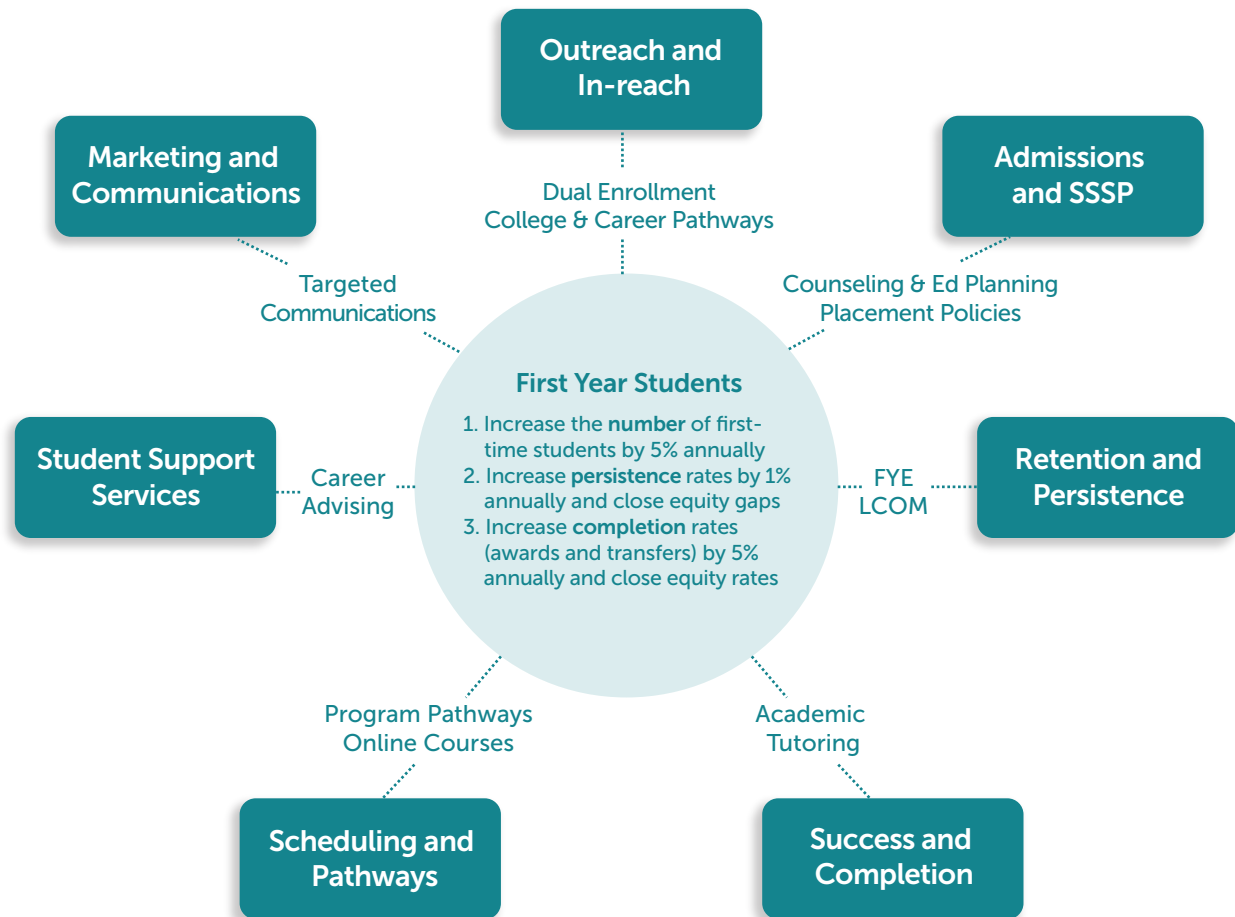 Outreach and
In-reach
Marketing and
Communications
Admissions
and SSSP
Dual Enrollment
College & Career Pathways
Targeted
Communications
Counseling & Ed Planning
Placement Policies
First Year Students
1. Increase the number of first-
time students by 5% annually
2. Increase persistence rates by 1%
annually and close equity gaps
3. Increase completion rates
(awards and transfers) by 5%
annually and close equity rates
Student Support
Services
Career
Advising
FYE
LCOM
Retention and
Persistence
Program Pathways
Online Courses
Academic
Tutoring
Scheduling and
Pathways
Success and
Completion